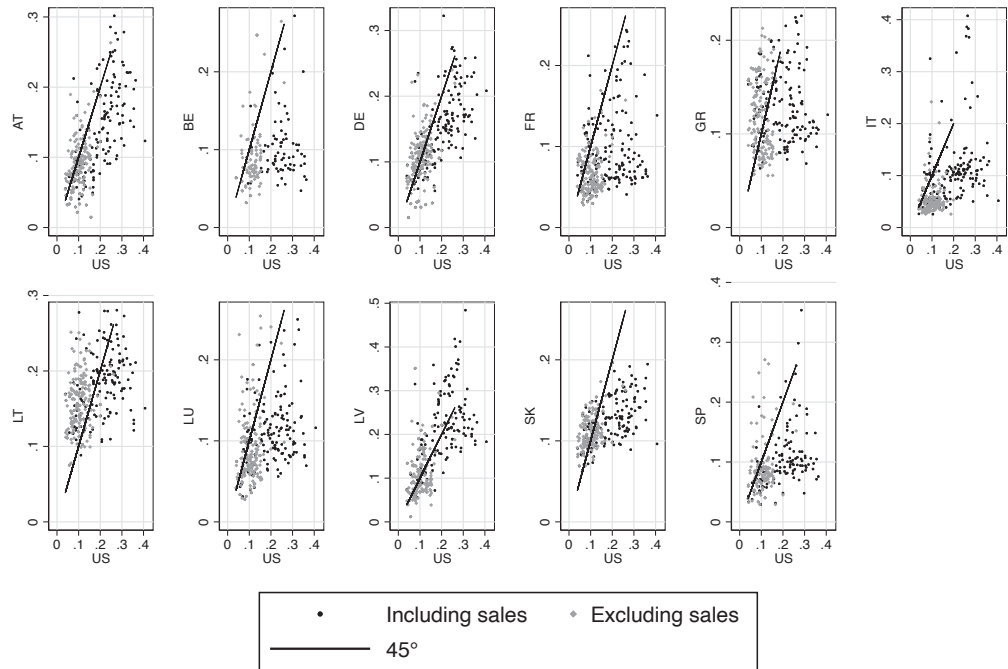 AT
0 .1 .2 .3
0 .1 .2 .3 .4
US
BE
0 .1 .2
0 .1 .2 .3 .4
US
DE
0 .1 .2 .3
0 .1 .2 .3 .4
US
FR
0 .1 .2
0 .1 .2 .3 .4
US
GR
0 .1 .2
0 .1 .2 .3 .4
US
IT
0 .1 .2 .3 .4
0 .1 .2 .3 .4
US
LT
0 .1 .2 .3
0 .1 .2 .3 .4
US
LU
0 .1 .2
0 .1 .2 .3 .4
US
LV
0 .1 .2 .3 .4 .5
0 .1 .2 .3 .4
US
SK
0 .1 .2
0 .1 .2 .3 .4
US
SP
0 .1 .2 .3 .4
0 .1 .2 .3 .4
US
Including sales
Excluding sales
45°